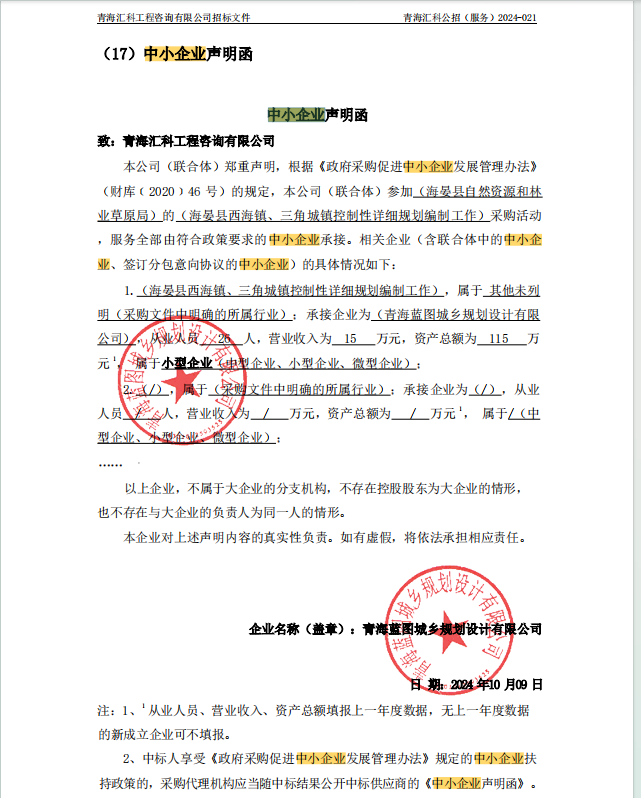 青海汇科工程咨询有限公司招标文件 青海汇科公招（服务）2024-021
（17）中小企业声明函
中小企业声明函
致：青海汇科工程咨询有限公司
本公司（联合体）郑重声明，根据《政府采购促进中小企业发展管理办法》
（财库﹝2020﹞46 号）的规定，本公司（联合体）参加（海晏县自然资源和林
业草原局）的（海晏县西海镇、三角城镇控制性详细规划编制工作）采购活动
，服务全部由符合政策要求的中小企业承接。相关企业（含联合体中的中小企
业、签订分包意向协议的中小企业）的具体情况如下：
1.（海晏县西海镇、三角城镇控制性详细规划编制工作），属于 其他未列
明（采购文件中明确的所属行业）；承接企业为（青海蓝图城乡规划设计有限
公司），从业人员 26 人，营业收入为 15 万元，资产总额为 115 万
元¹， 属于小型企业（中型企业、小型企业、微型企业）；
2.（/），属于（采购文件中明确的所属行业）；承接企业为（/），从业
人员 / 人，营业收入为 / 万元，资产总额为 / 万元¹， 属于/（中
型企业、小型企业、微型企业）；
……
以上企业，不属于大企业的分支机构，不存在控股股东为大企业的情形，
也不存在与大企业的负责人为同一人的情形。
本企业对上述声明内容的真实性负责。如有虚假，将依法承担相应责任。
企业名称（盖章）：青海蓝图城乡规划设计有限公司
日 期：2024 年10 月09 日
注：1、¹从业人员、营业收入、资产总额填报上一年度数据，无上一年度数据
的新成立企业可不填报。
2、中标人享受《政府采购促进中小企业发展管理办法》规定的中小企业扶
持政策的，采购代理机构应当随中标结果公开中标供应商的《中小企业声明函》。
青海蓝图城乡规划设计有限公司
青海蓝图城乡规划设计有限公司